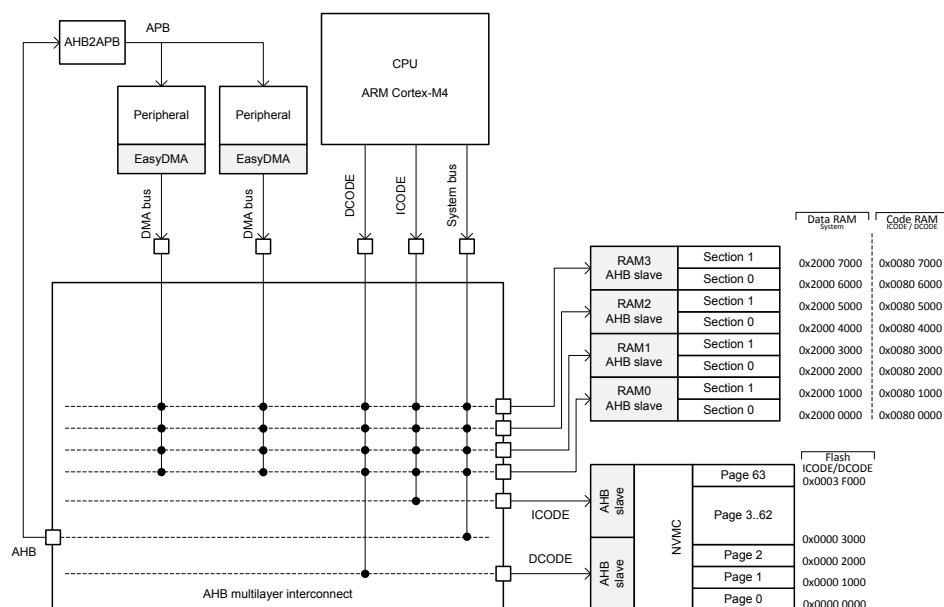 APB
AHB2APB
CPU
ARM Cortex-M4
Peripheral
Peripheral
EasyDMA
EasyDMA
DMA bus
DMA bus
DCODE
ICODE
System bus
Data RAM
System
Code RAM
ICODE / DCODE
RAM3
AHB slave
Section 1
Section 0
0x2000 7000
0x0080 7000
0x2000 6000
0x0080 6000
RAM2
AHB slave
Section 1
Section 0
0x2000 5000
0x0080 5000
0x2000 4000
0x0080 4000
RAM1
AHB slave
Section 1
Section 0
0x2000 3000
0x0080 3000
0x2000 2000
0x0080 2000
RAM0
AHB slave
Section 1
Section 0
0x2000 1000
0x0080 1000
0x2000 0000
0x0080 0000
Flash
ICODE/DCODE
0x0003 F000
Page 63
AHB
slave
ICODE
NVMC
Page 3..62
0x0000 3000
AHB
DCODE
AHB
slave
Page 2
0x0000 2000
Page 1
0x0000 1000
Page 0
0x0000 0000
AHB multilayer interconnect